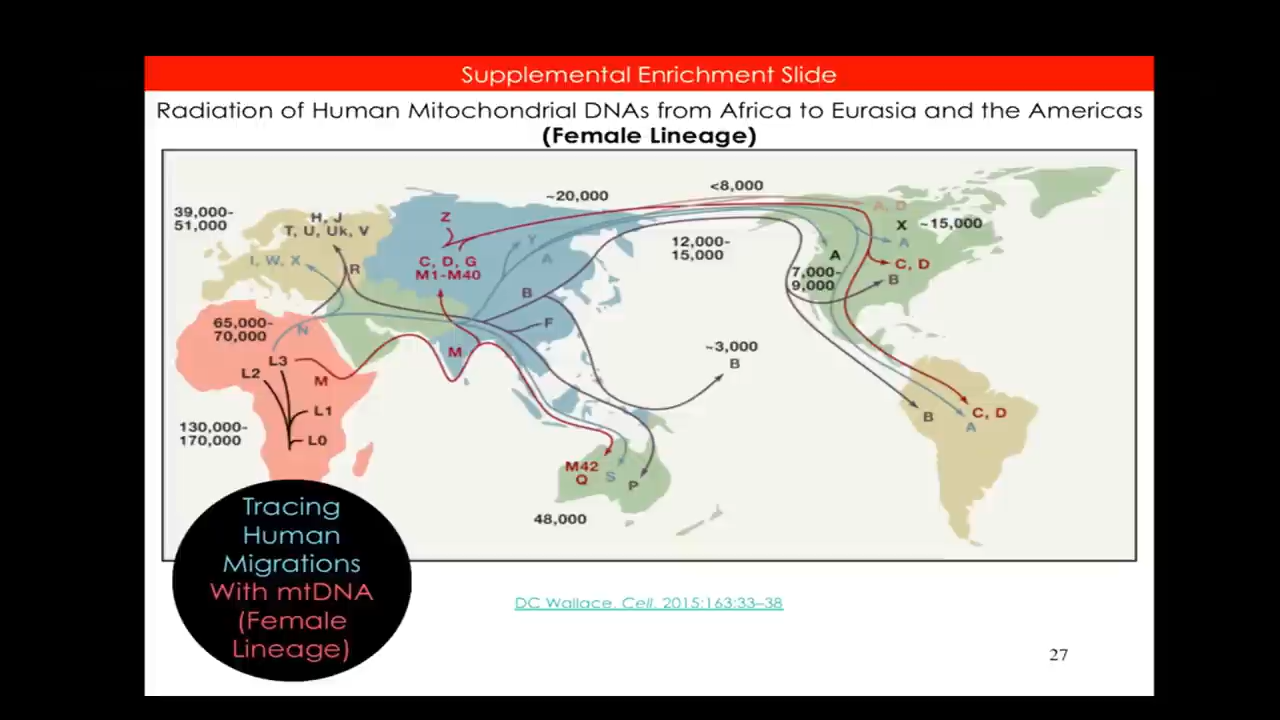 Supplemental Enrichment Slide
Radiation of Human Mitochondrial DNAs from Africa to Eurasia and the Americas
(Female Lineage)
39,000-
51,000
H, J
T, U, Uk, V
I, W, X
R
Z
C, D, G
M1-M40
Y
A
B
F
~20,000
<8,000
12,000-
15,000
A, D
X ~15,000
A
C, D
B
A
7,000-
9,000
65,000-
70,000
N
L3
L2
M
L1
L0
130,000-
170,000
M
~3,000
B
B
C, D
A
M42
Q
S
P
48,000
Tracing
Human
Migrations
With mtDNA
(Female
Lineage)
DC Wallace. Cell. 2015;163:33–38
27